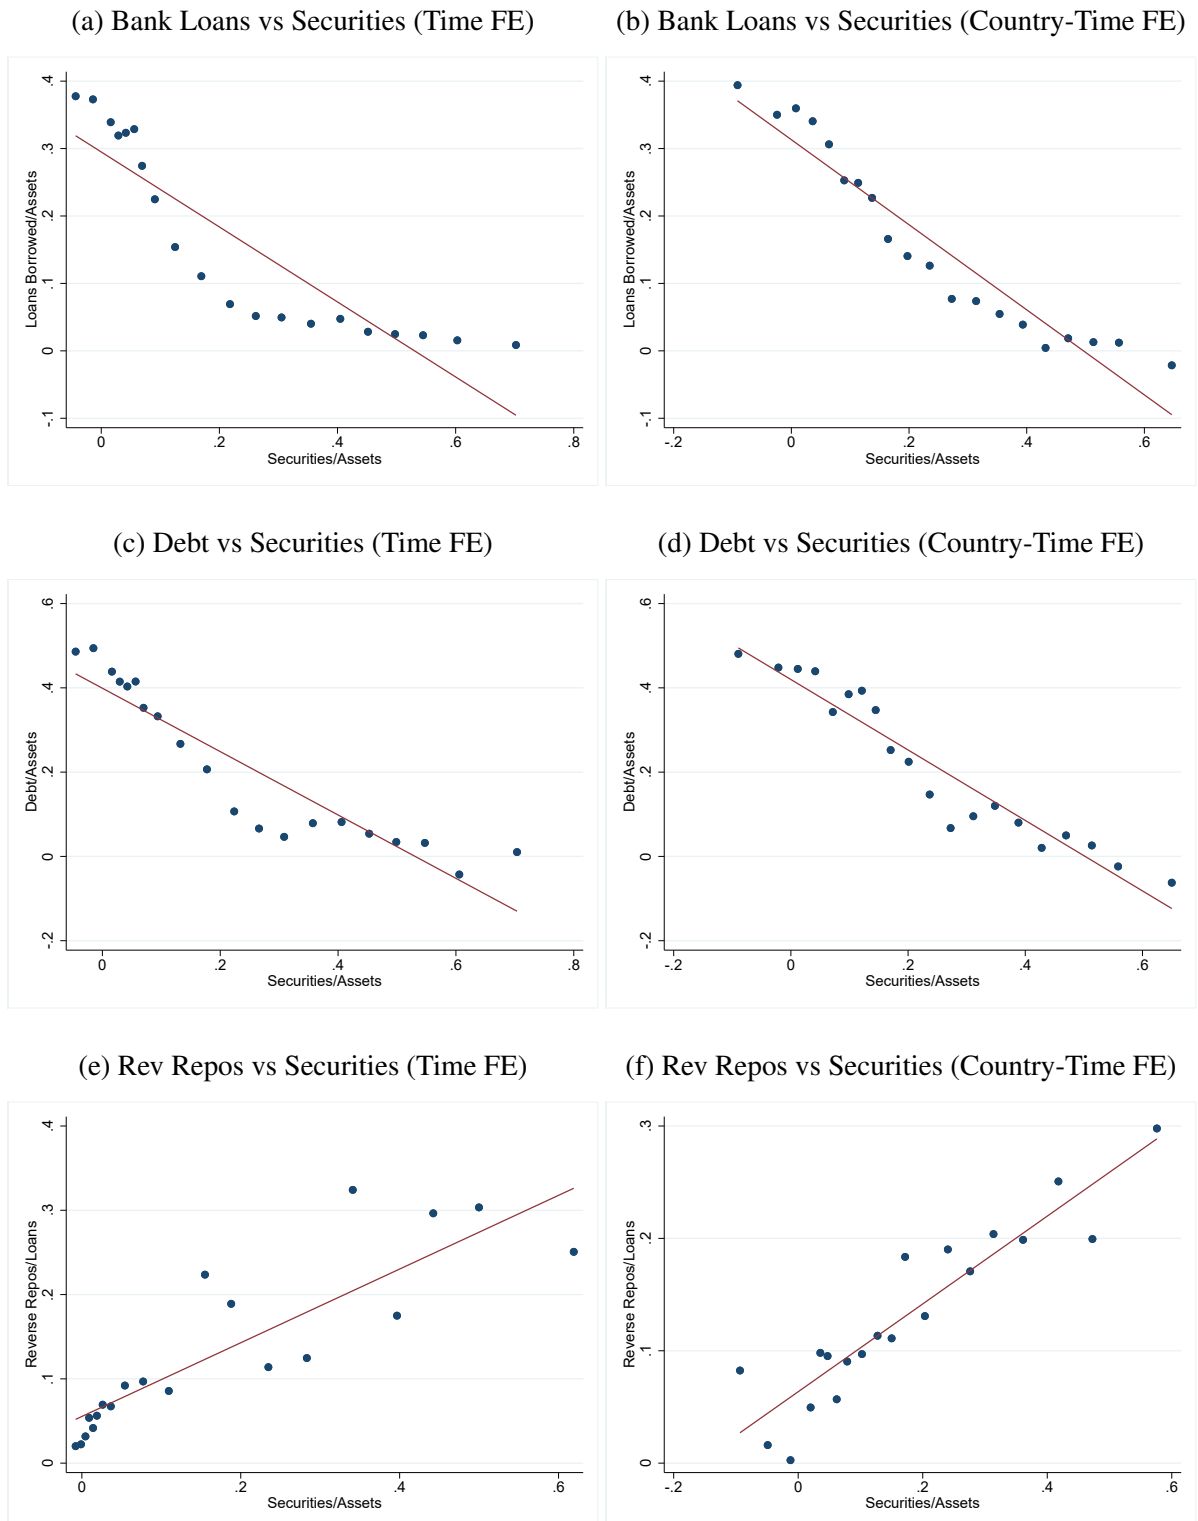 (a) Bank Loans vs Securities (Time FE)
.4
.3
.2
.1
0
-.1
Loans Borrowed/Assets
0 .2 .4 .6 .8
Securities/Assets
(b) Bank Loans vs Securities (Country-Time FE)
.4
.3
.2
.1
0
-.1
Loans Borrowed/Assets
-.2 0 .2 .4 .6
Securities/Assets
(c) Debt vs Securities (Time FE)
.6
.4
.2
0
-.2
Debt/Assets
0 .2 .4 .6 .8
Securities/Assets
(d) Debt vs Securities (Country-Time FE)
.6
.4
.2
0
-.2
Debt/Assets
-.2 0 .2 .4 .6
Securities/Assets
(e) Rev Repos vs Securities (Time FE)
.4
.3
.2
.1
0
Reverse Repos/Loans
0 .2 .4 .6
Securities/Assets
(f) Rev Repos vs Securities (Country-Time FE)
.3
.2
.1
0
Reverse Repos/Loans
-.2 0 .2 .4 .6
Securities/Assets